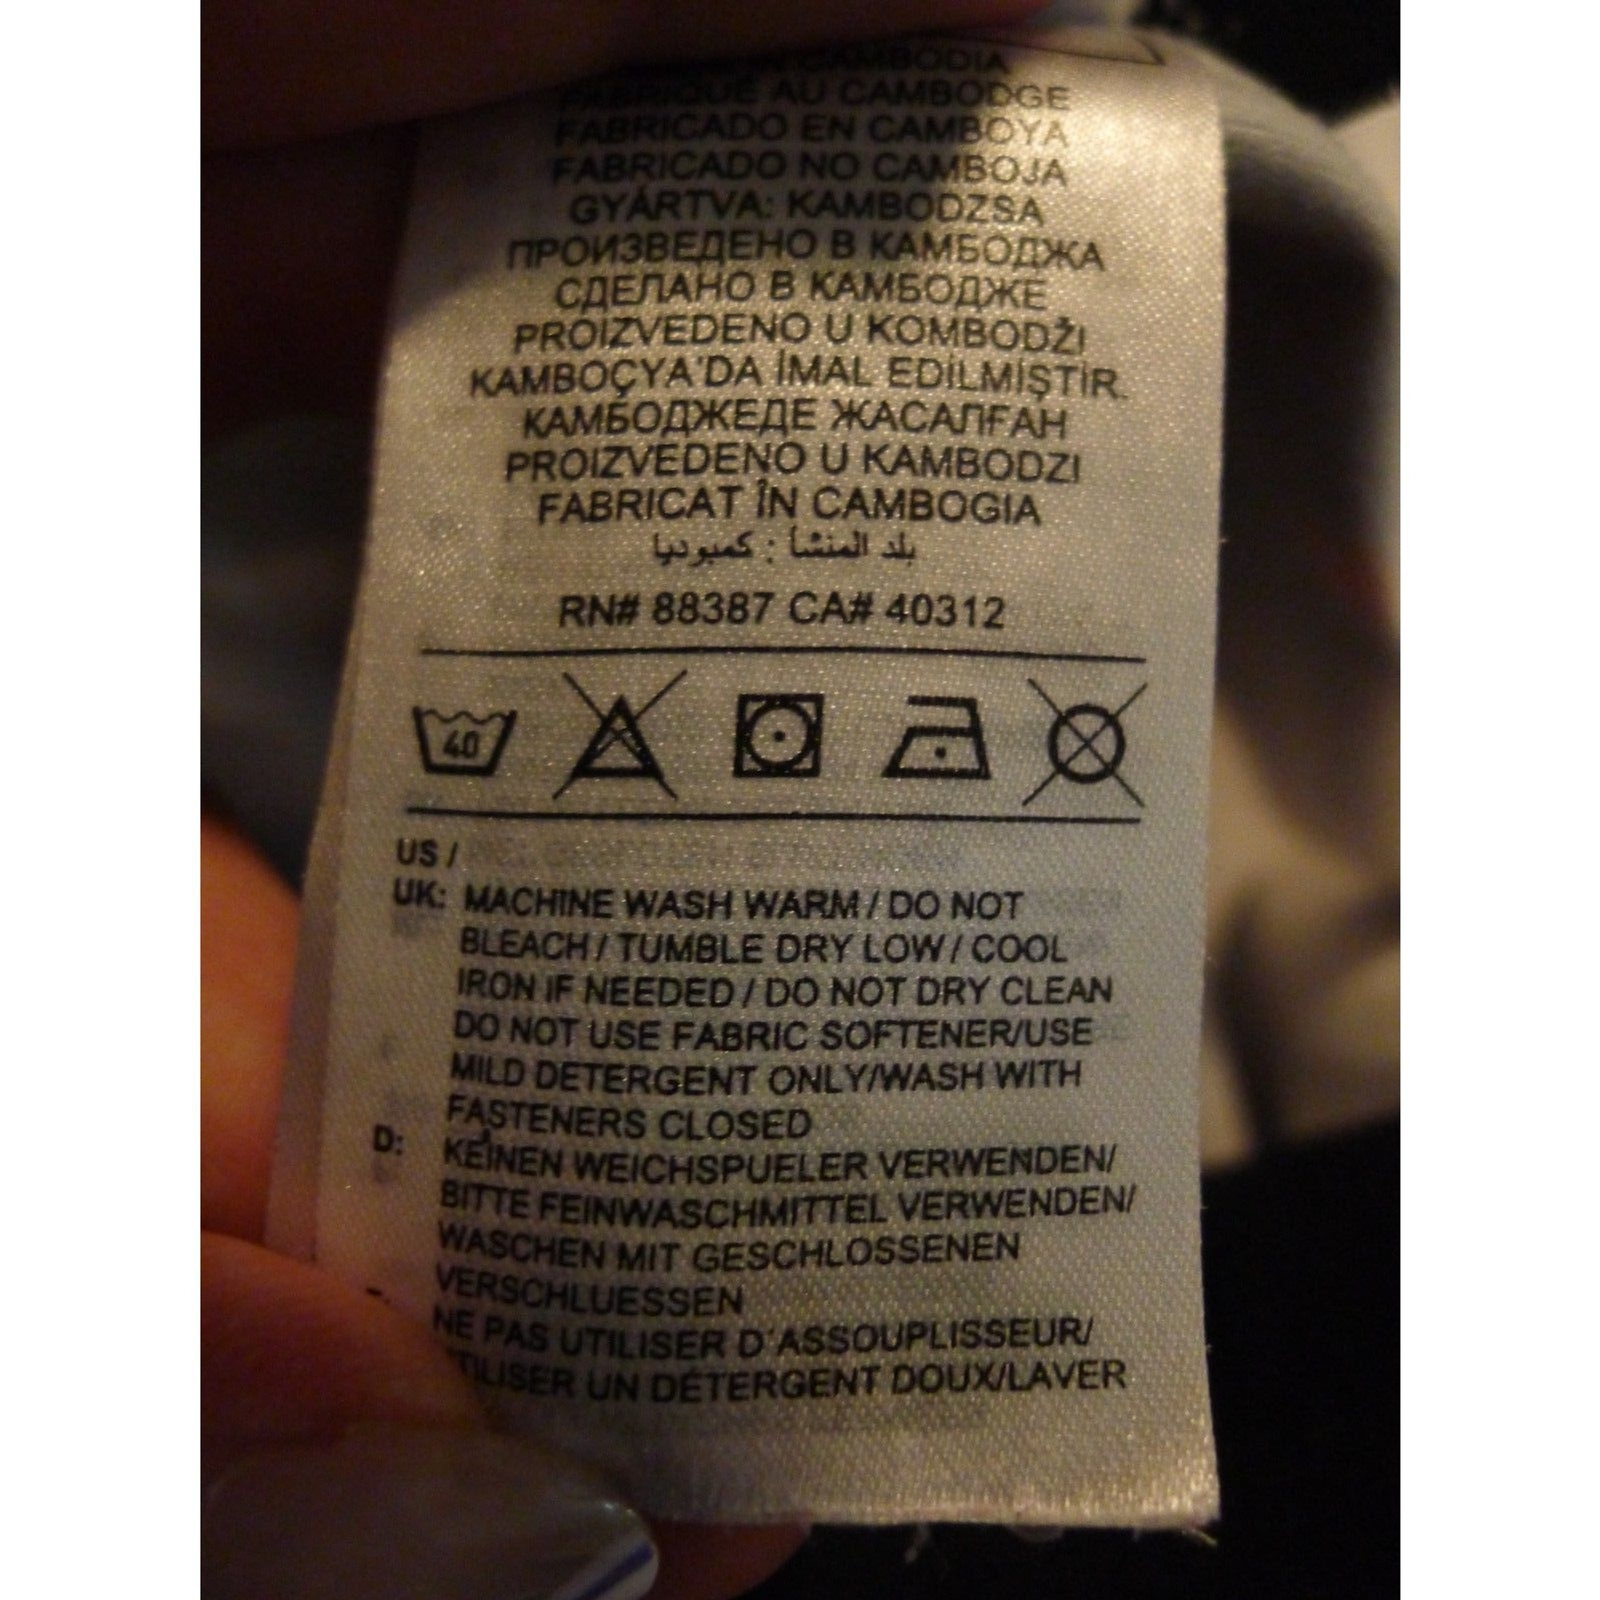 CAMBODIA
FABRIQUÉ AU CAMBODGE
FABRICADO EN CAMBOYA
FABRICADO NO CAMBOJA
GYÁRTVA: KAMBODZSA
ПРОИЗВЕДЕНО В КАМБОДЖА
СДЕЛАНО В КАМБОДЖЕ
PROIZVEDENO U KOMBODŽI
KAMBOÇYA'DA İMAL EDİLMİŞTİR.
КАМБОДЖЕДЕ ЖАСАЛҒАН
PROIZVEDENO U KAMBODZI
FABRICAT ÎN CAMBOGIA
بلد المنشأ : كمبوديا
RN# 88387 CA# 40312
40
US /
UK: MACHINE WASH WARM / DO NOT
BLEACH / TUMBLE DRY LOW / COOL
IRON IF NEEDED / DO NOT DRY CLEAN
DO NOT USE FABRIC SOFTENER/USE
MILD DETERGENT ONLY/WASH WITH
FASTENERS CLOSED
D: KEINEN WEICHSPUELER VERWENDEN/
BITTE FEINWASCHMITTEL VERWENDEN/
WASCHEN MIT GESCHLOSSENEN
VERSCHLUESSEN
NE PAS UTILISER D'ASSOUPLISSEUR/
TILISER UN DÉTERGENT DOUX/LAVER